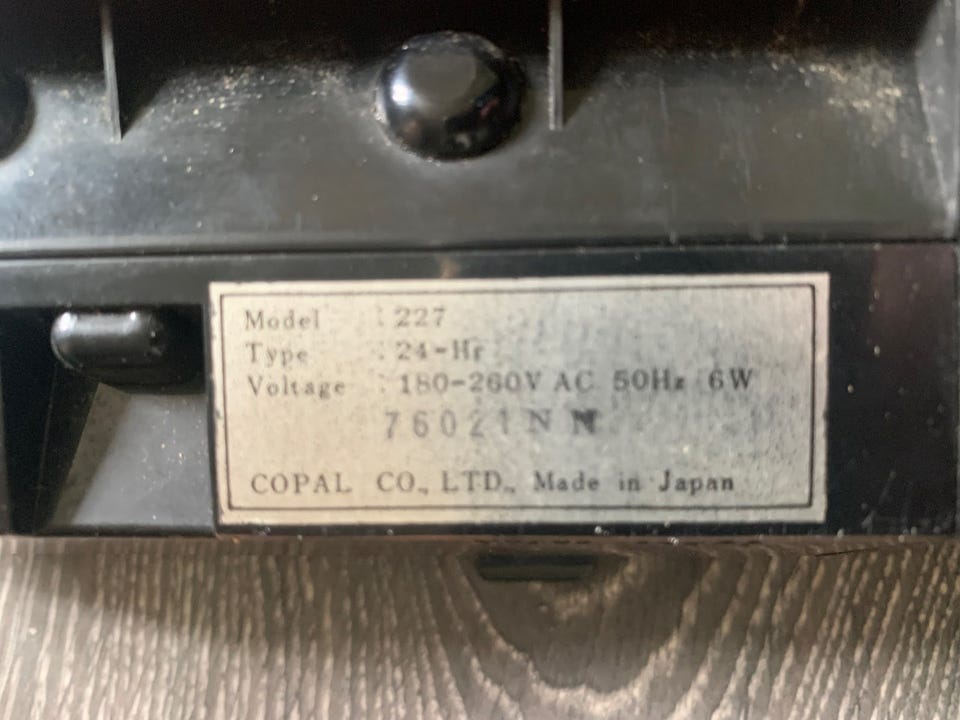 Model : 227
Type : 24-Hr
Voltage : 180-260V AC 50Hz 6W
76021NN
COPAL CO., LTD., Made in Japan